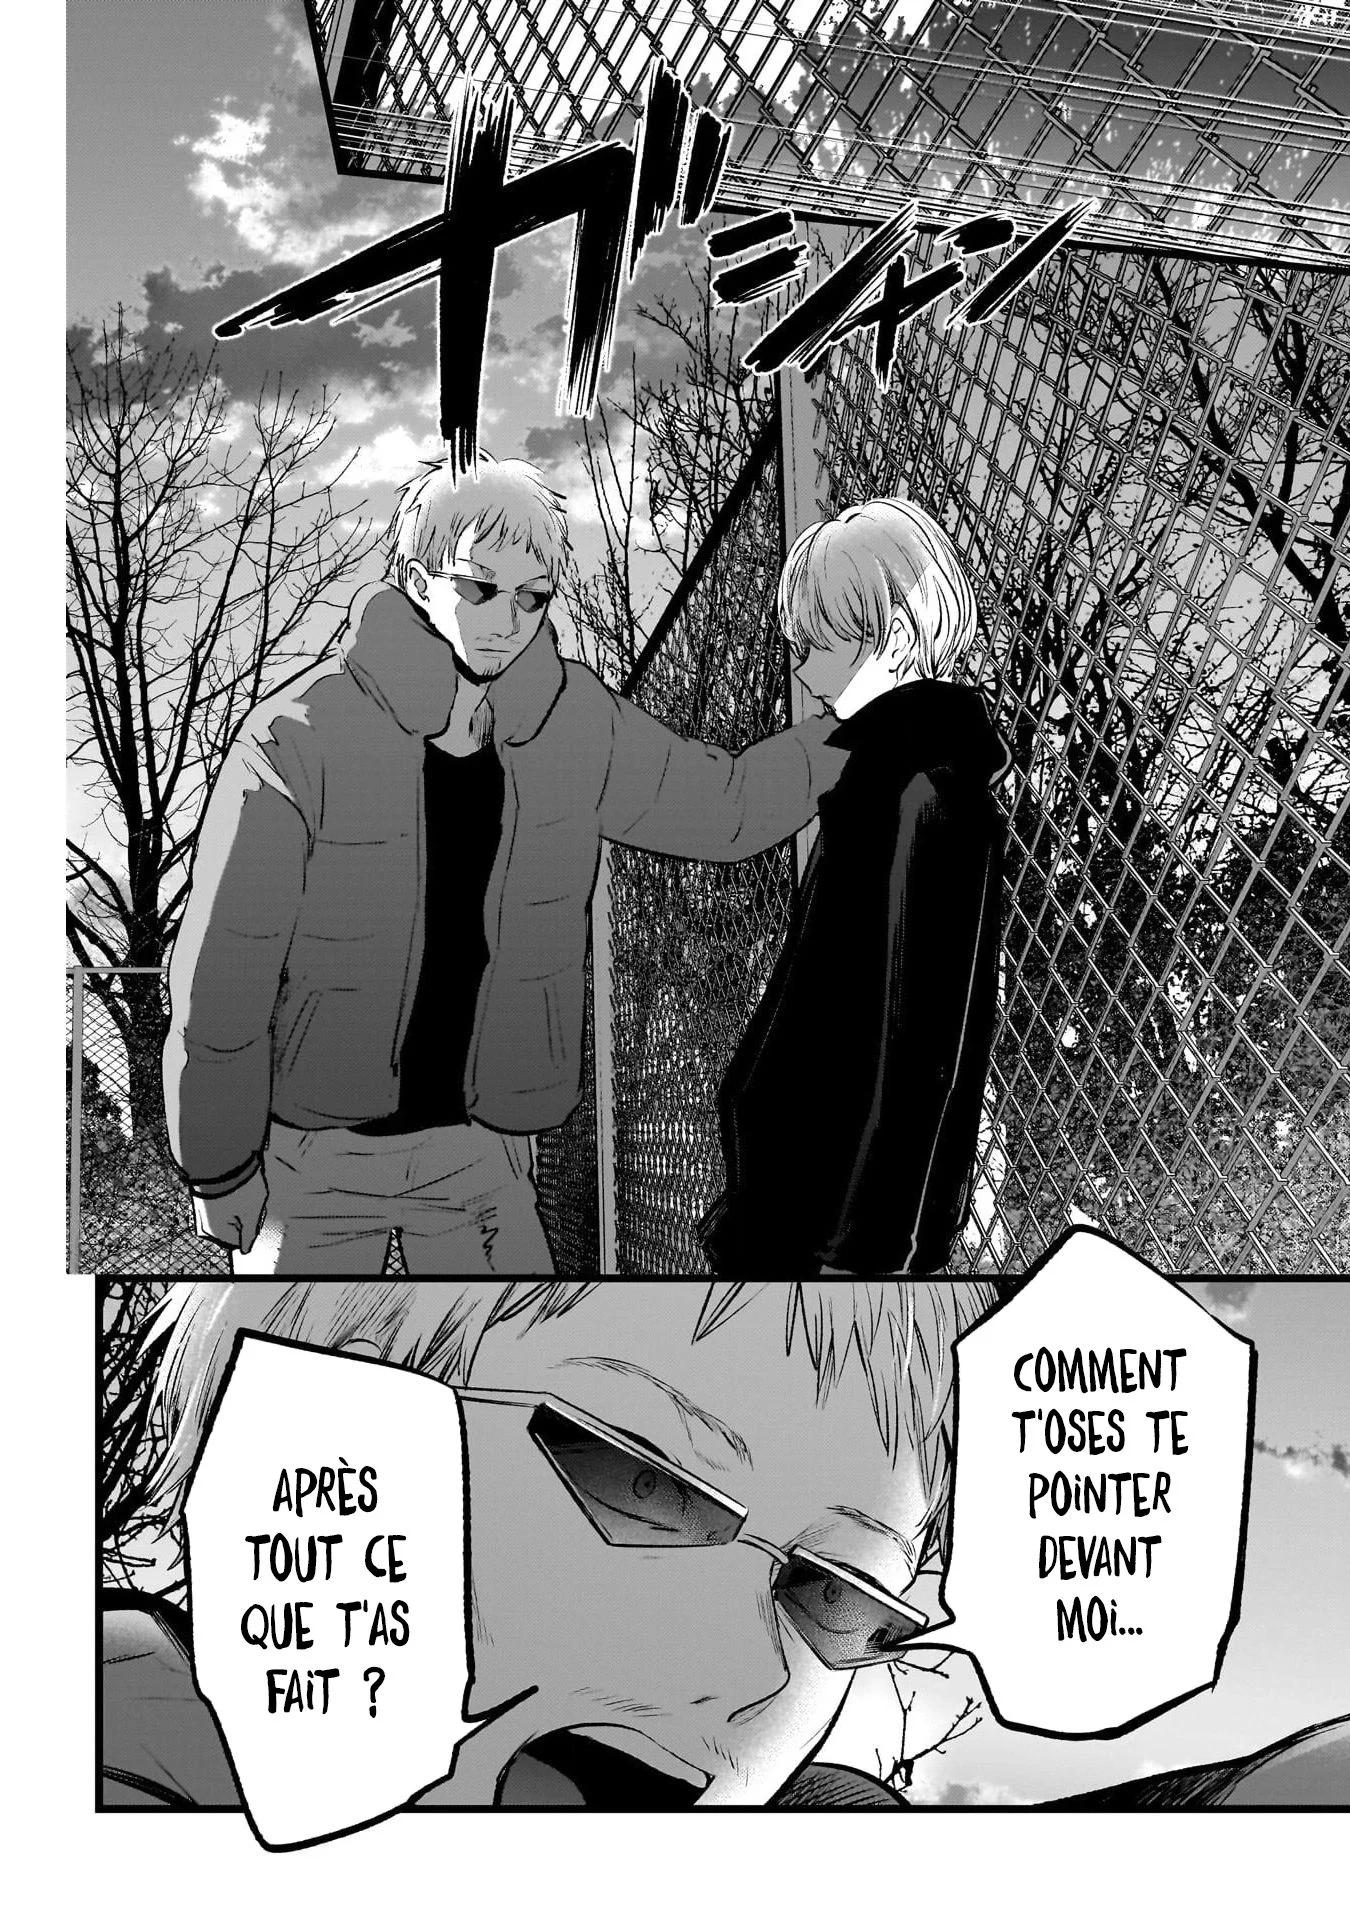 ガシャン
COMMENT
T'OSES TE
POINTER
DEVANT
MOI...
APRÈS
TOUT CE
QUE T'AS
FAIT ?